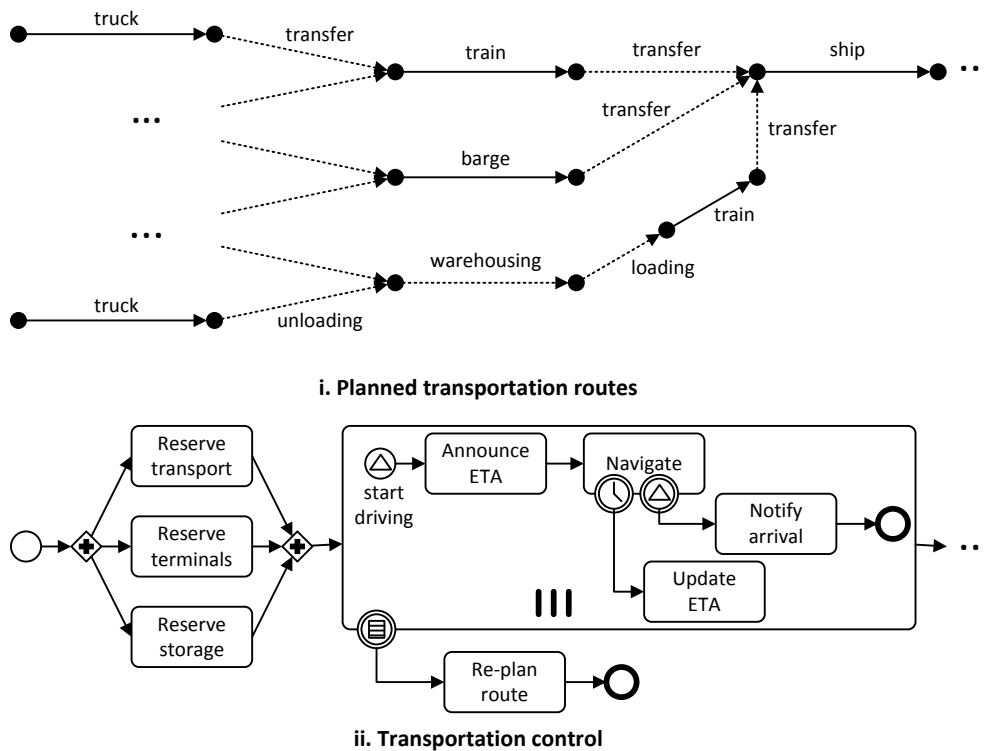 truck
transfer
train
transfer
ship
...
transfer
transfer
barge
...
train
warehousing
loading
truck
unloading
i. Planned transportation routes
Reserve
transport
Announce
ETA
Navigate
start
driving
Notify
arrival
Reserve
terminals
Update
ETA
Reserve
storage
Re-plan
route
ii. Transportation control